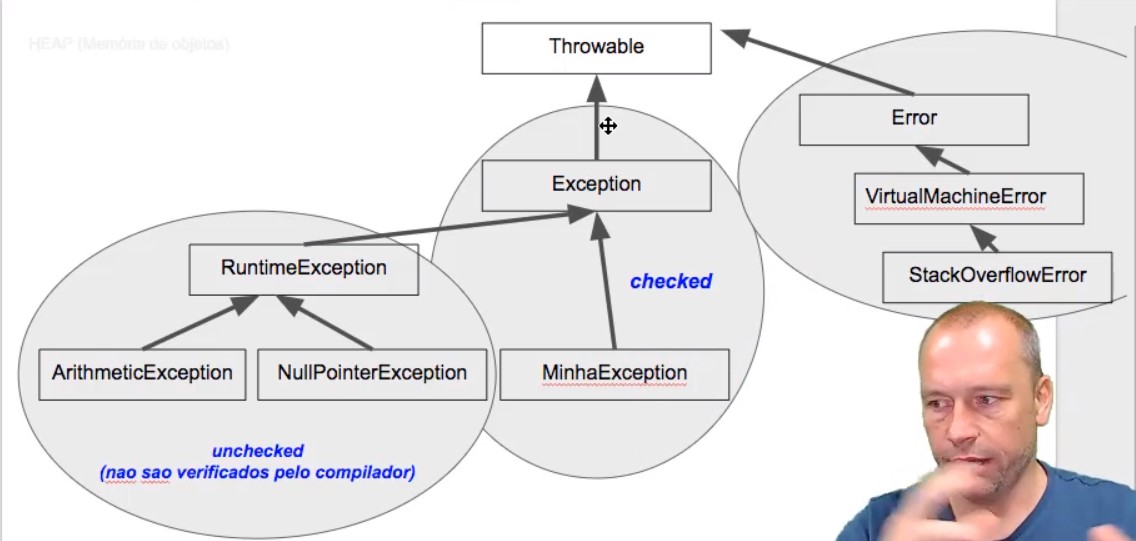 HEAP (Memória de objetos)
Throwable
Error
Exception
VirtualMachineError
RuntimeException
checked
StackOverflowError
ArithmeticException
NullPointerException
MinhaException
unchecked
(nao sao verificados pelo compilador)